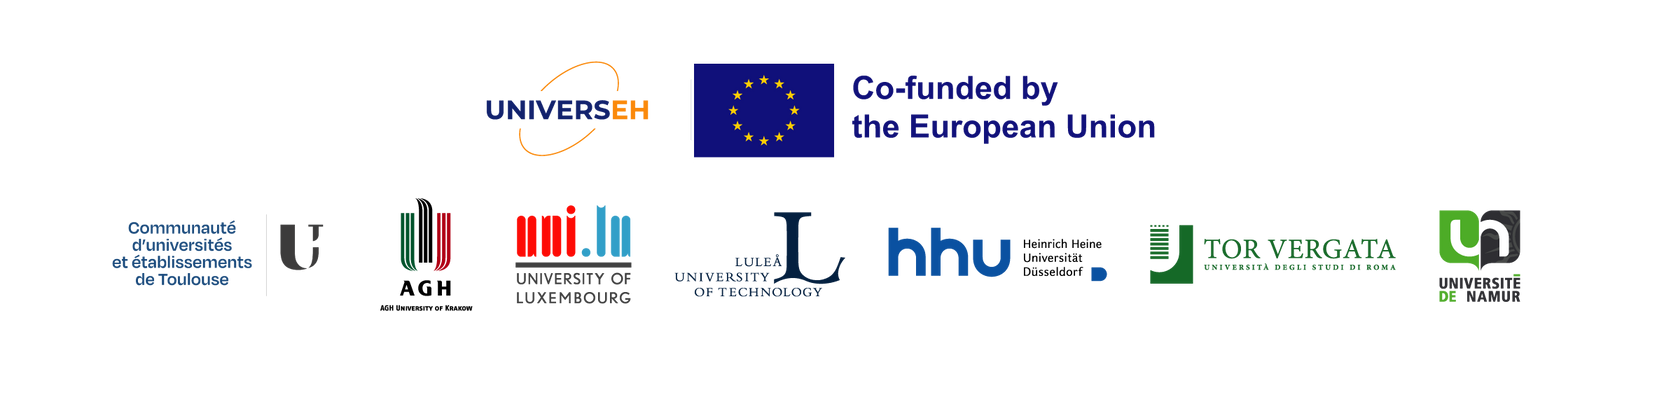 UNIVERSEH
Co-funded by
the European Union
Communauté
d'universités
et établissements
de Toulouse
AGH
AGH UNIVERSITY OF KRAKOW
uni.lu
UNIVERSITY OF
LUXEMBOURG
LULEÅ
UNIVERSITY
OF TECHNOLOGY
L
hhu
Heinrich Heine
Universität
Düsseldorf
TOR VERGATA
UNIVERSITÀ DEGLI STUDI DI ROMA
un
UNIVERSITÉ
DE NAMUR